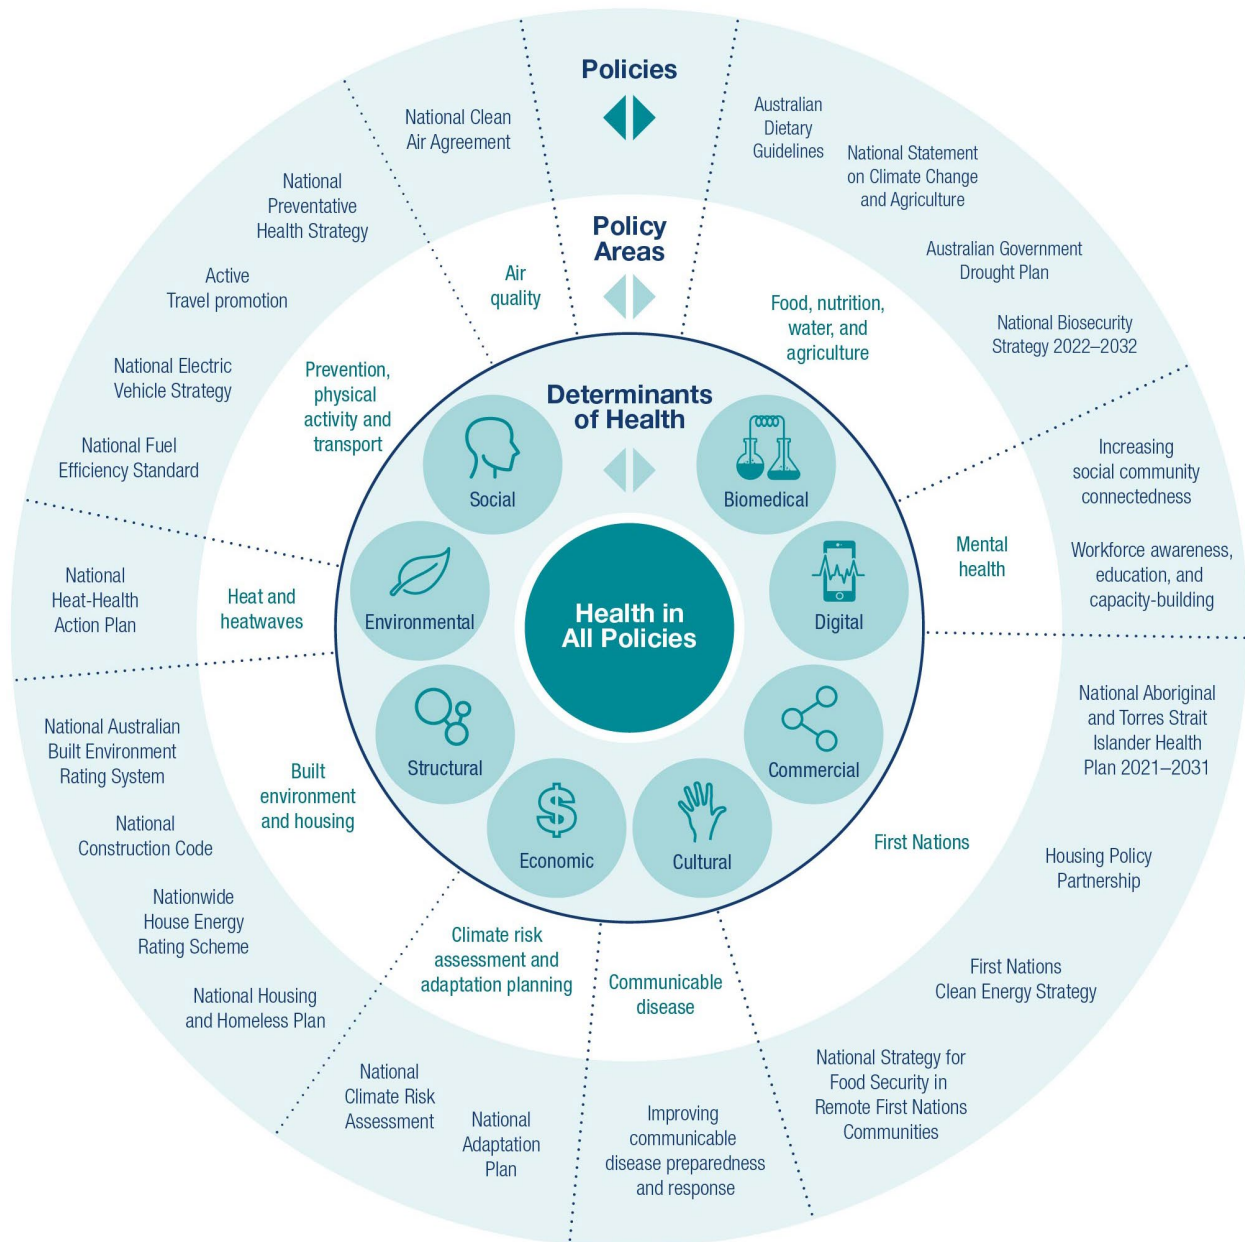 Policies
Policy
Areas
Determinants
of Health
Health in
All Policies
Biomedical
Digital
Commercial
Cultural
Economic
Structural
Environmental
Social
Food, nutrition,
water, and
agriculture
Australian
Dietary
Guidelines
National Statement
on Climate Change
and Agriculture
Australian Government
Drought Plan
National Biosecurity
Strategy 2022–2032
Mental
health
Increasing
social community
connectedness
Workforce awareness,
education, and
capacity-building
First Nations
National Aboriginal
and Torres Strait
Islander Health
Plan 2021–2031
Housing Policy
Partnership
First Nations
Clean Energy Strategy
National Strategy for
Food Security in
Remote First Nations
Communities
Communicable
disease
Improving
communicable
disease preparedness
and response
Climate risk
assessment and
adaptation planning
National
Adaptation
Plan
National
Climate Risk
Assessment
Built
environment
and housing
National Housing
and Homeless Plan
Nationwide
House Energy
Rating Scheme
National
Construction Code
National Australian
Built Environment
Rating System
Heat and
heatwaves
National
Heat-Health
Action Plan
Prevention,
physical
activity and
transport
National Fuel
Efficiency Standard
National Electric
Vehicle Strategy
Active
Travel promotion
National
Preventative
Health Strategy
Air
quality
National Clean
Air Agreement